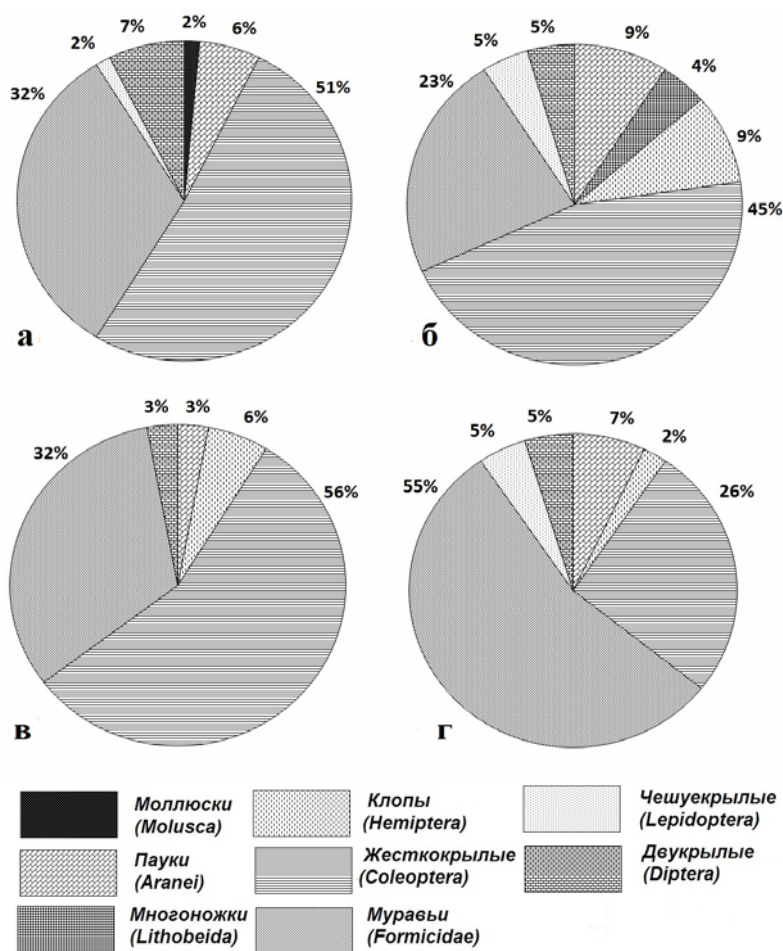 7% 2%
2% 6%
32% 51%
а
5% 5% 9%
4%
23%
9%
45%
б
3% 3%
6%
32%
56%
в
5% 5% 7%
2%
55% 26%
г
Моллюски
(Molusca)
Клопы
(Hemiptera)
Чешуекрылые
(Lepidoptera)
Пауки
(Aranei)
Жесткокрылые
(Coleoptera)
Двукрылые
(Diptera)
Многоножки
(Lithobeida)
Муравьи
(Formicidae)